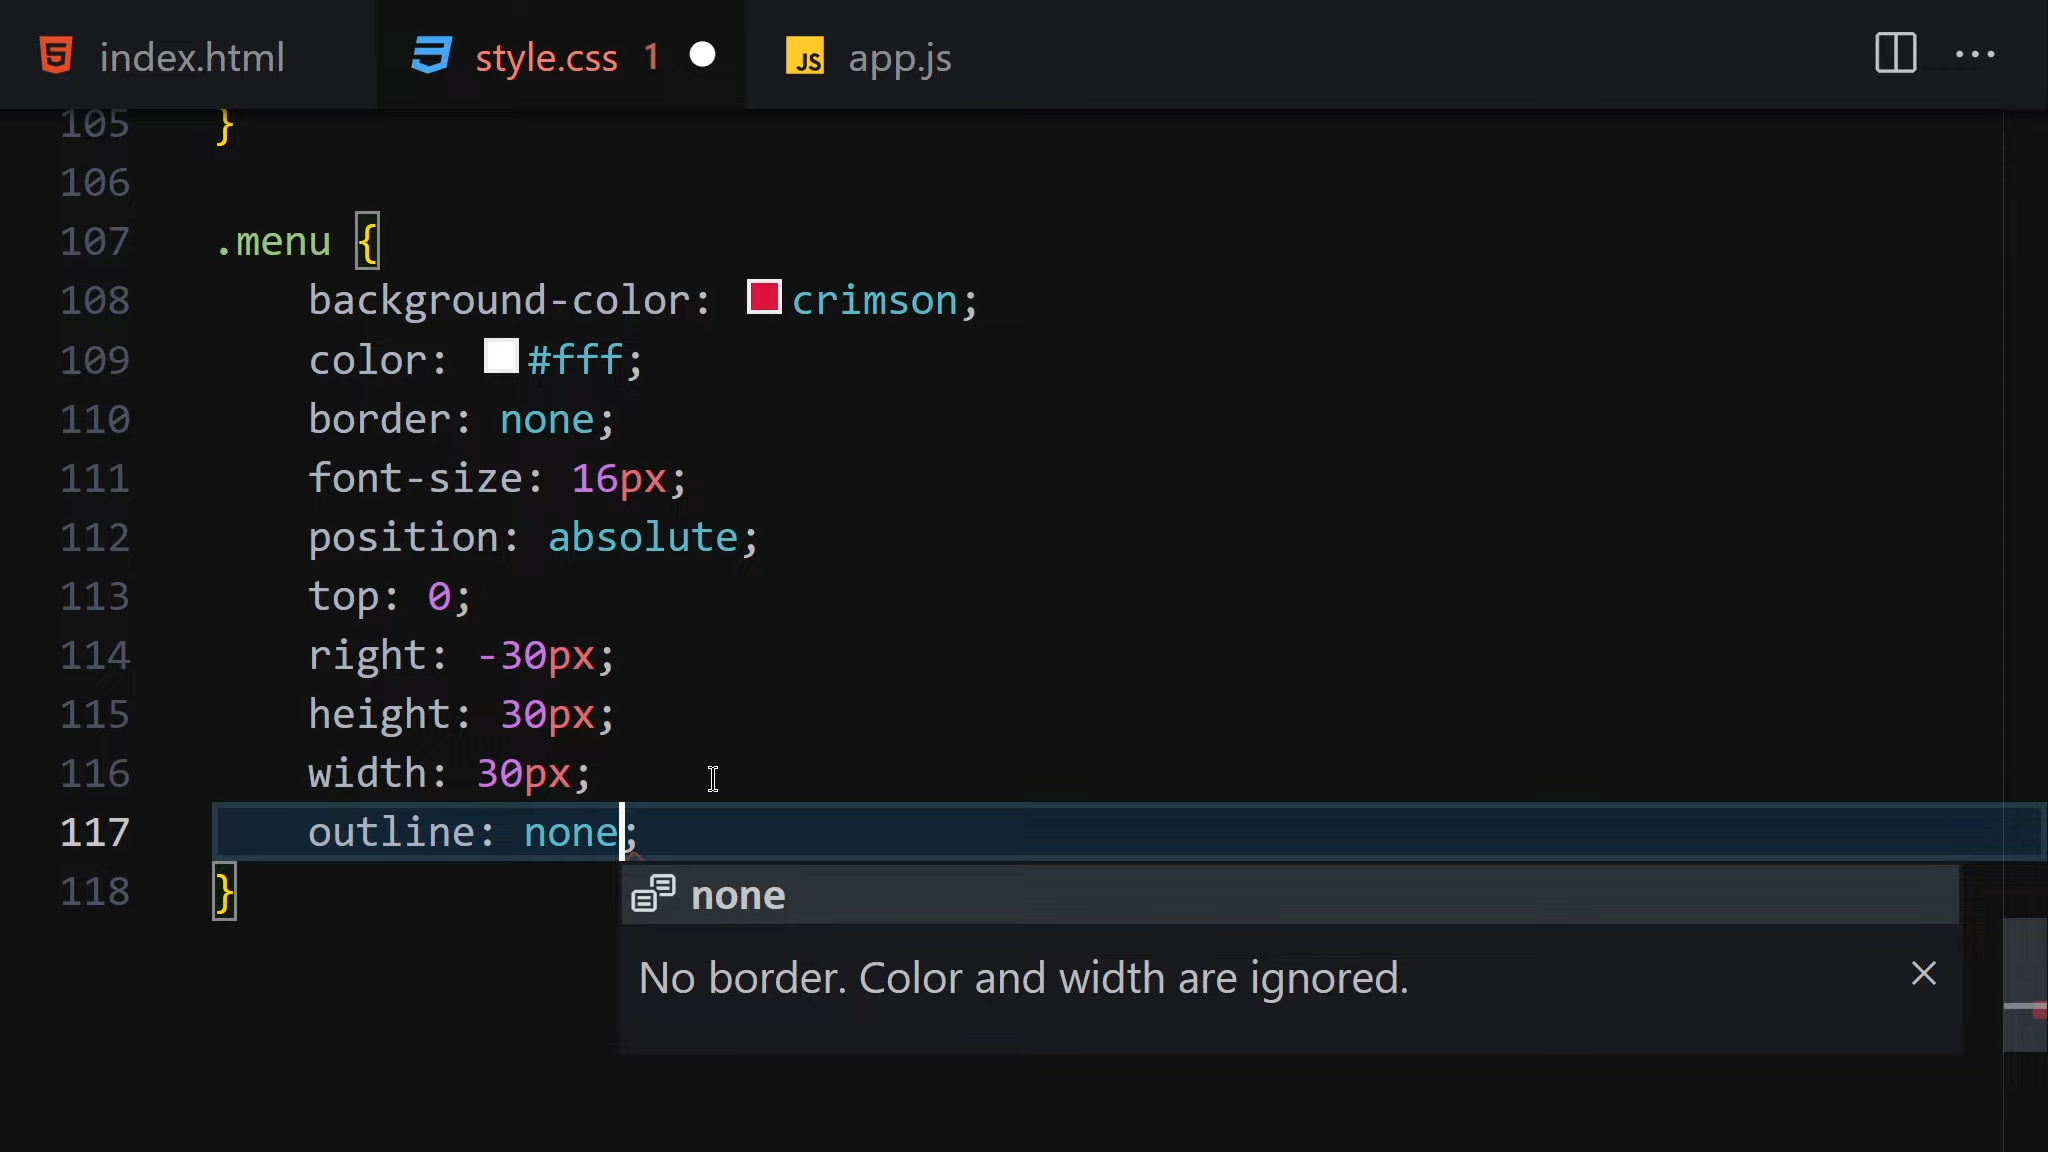 index.html
style.css 1
JS app.js
105 }
106
107 .menu {
108 background-color: crimson;
109 color: #fff;
110 border: none;
111 font-size: 16px;
112 position: absolute;
113 top: 0;
114 right: -30px;
115 height: 30px;
116 width: 30px;
117 outline: none;
118 }
none
No border. Color and width are ignored.